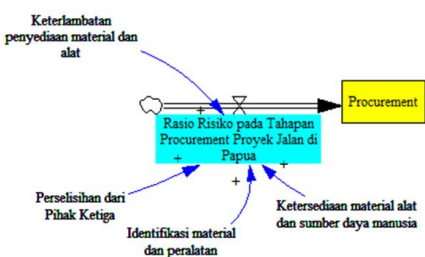 Keterlambatan
penyediaan material dan
alat
Procurement
+
Rasio Risiko pada Tahapan
Procurement Proyek Jalan di
Papua
+
+
+
Perselisihan dari
Pihak Ketiga
Identifikasi material
dan peralatan
Ketersediaan material alat
dan sumber daya manusia